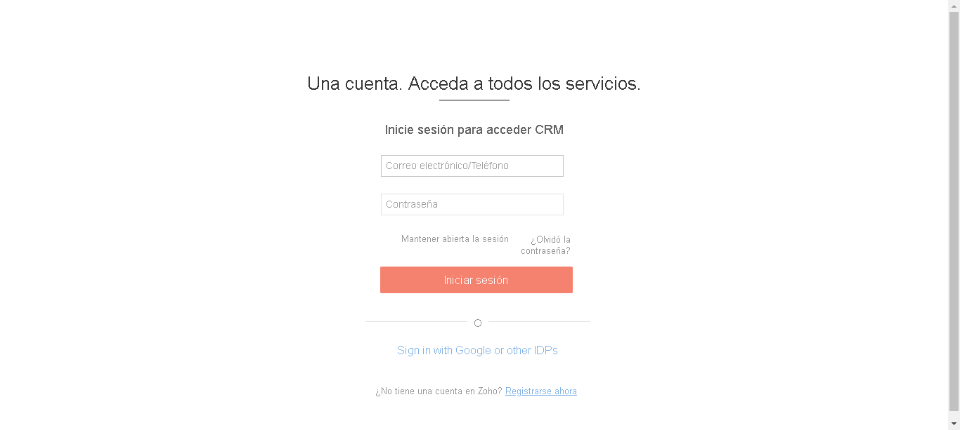 Una cuenta. Acceda a todos los servicios.
Inicie sesión para acceder CRM
Correo electrónico/Teléfono
Contraseña
Mantener abierta la sesión
¿Olvidó la
contraseña?
Iniciar sesión
O
Sign in with Google or other IDPs
¿No tiene una cuenta en Zoho? Registrarse ahora